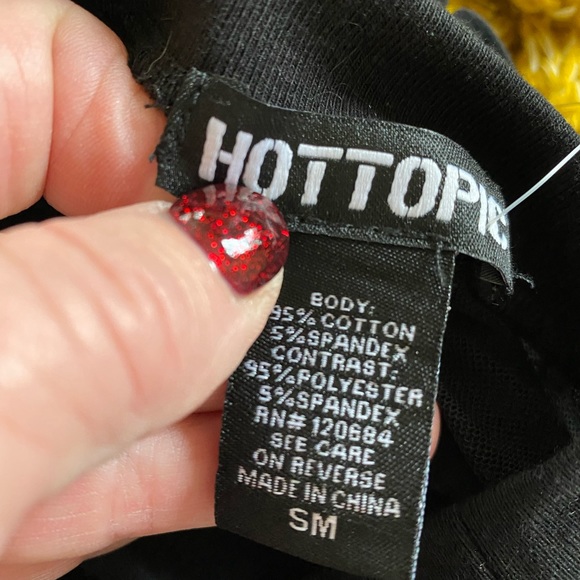 HOTTOPIC
BODY:
95% COTTON
5% SPANDEX
CONTRAST:
95% POLYESTER
5% SPANDEX
RN# 120684
SEE CARE
ON REVERSE
MADE IN CHINA
SM